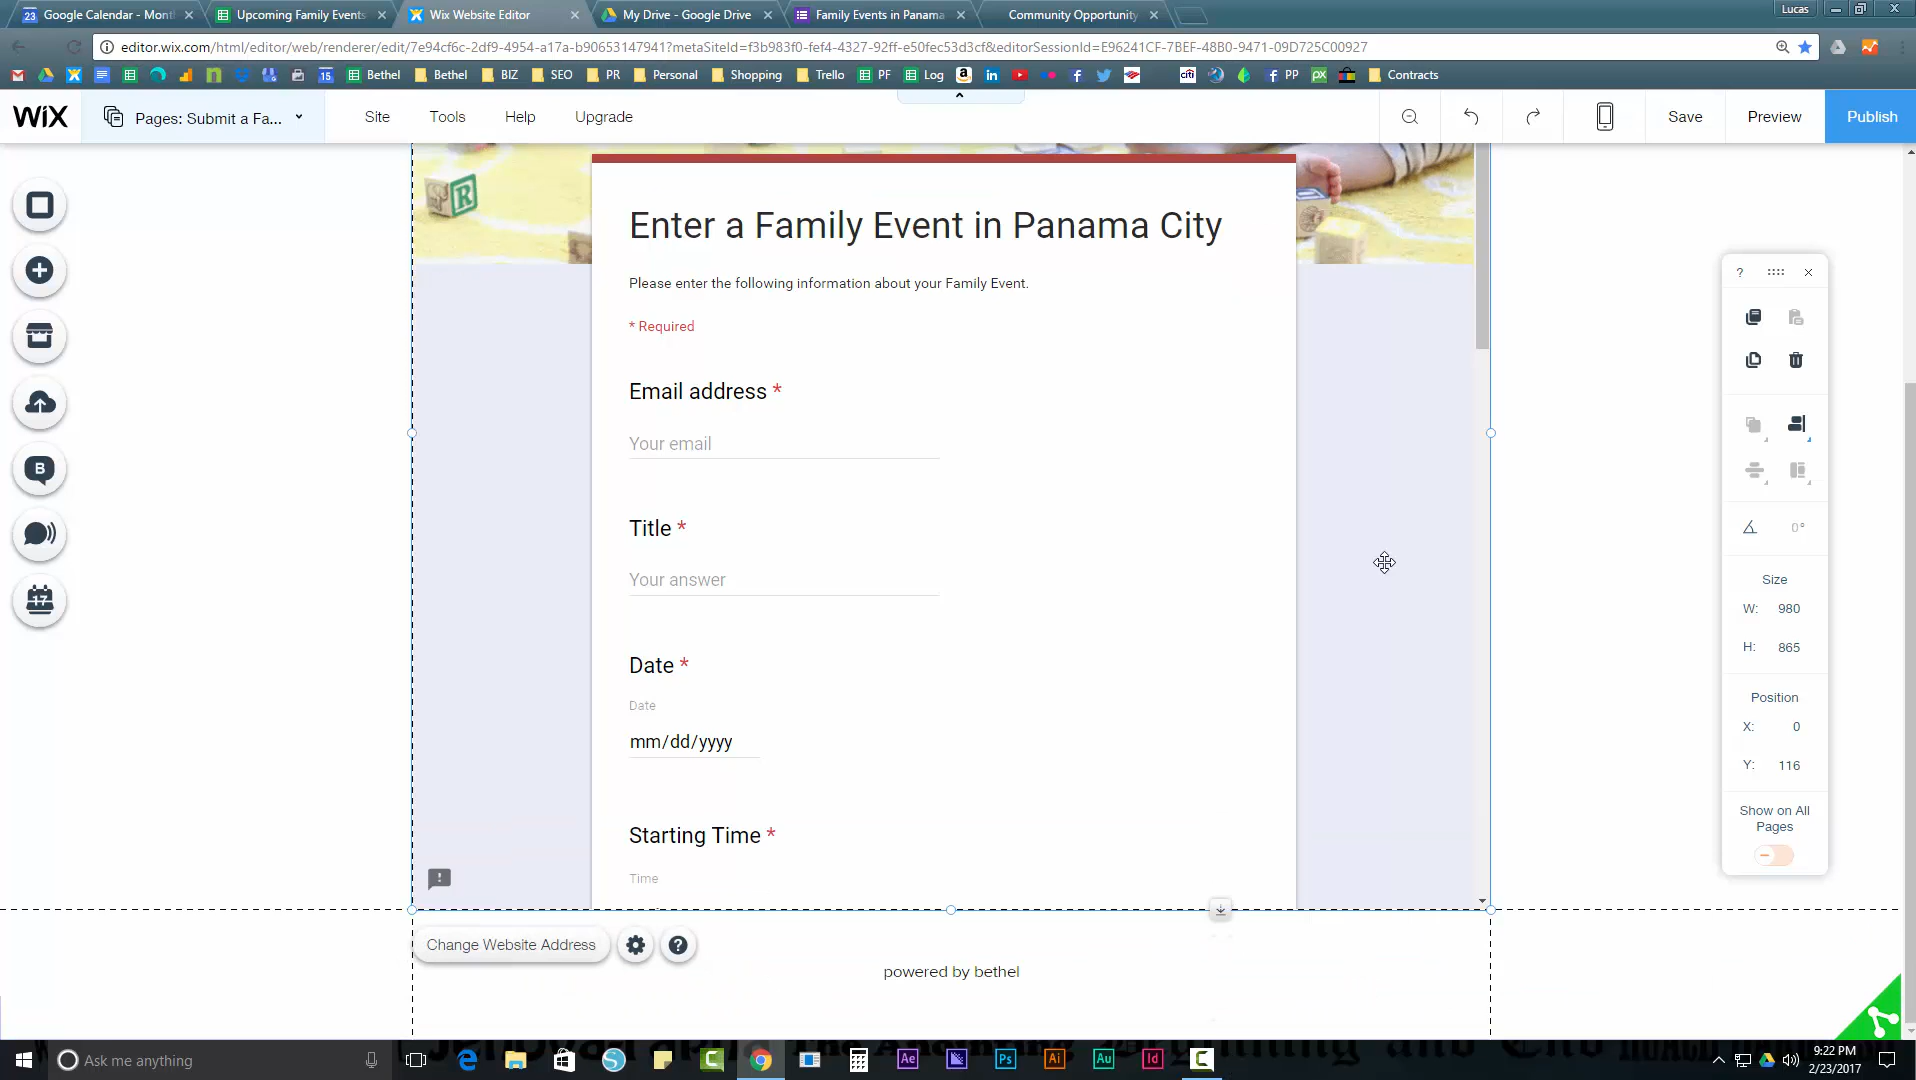 Google Calendar - Mont
Upcoming Family Events
Wix Website Editor
My Drive - Google Drive
Family Events in Panama
Community Opportunity
Lucas
editor.wix.com/html/editor/web/renderer/edit/7e94cf6c-2df9-4954-a17a-b90653147941?metaSiteId=f3b983f0-fef4-4327-92ff-e50fec53d3cf&editorSessionId=E96241CF-7BEF-48B0-9471-09D725C00927
Bethel
Bethel
BIZ
SEO
PR
Personal
Shopping
Trello
PF
Log
PP
Contracts
WiX
Pages: Submit a Fa...
Site
Tools
Help
Upgrade
Save
Preview
Publish
Enter a Family Event in Panama City
Please enter the following information about your Family Event.
* Required
Email address *
Your email
Title *
Your answer
Date *
Date
mm/dd/yyyy
Starting Time *
Time
Change Website Address
powered by bethel
0°
Size
W: 980
H: 865
Position
X: 0
Y: 116
Show on All
Pages
Ask me anything
9:22 PM
2/23/2017